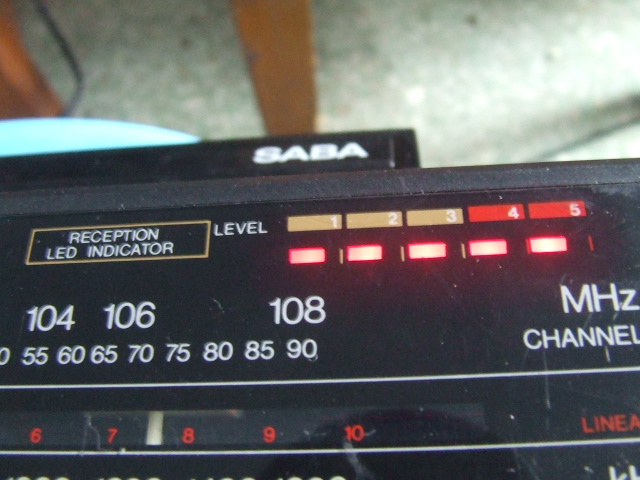 SABA
RECEPTION
LED INDICATOR
LEVEL
1 2 3 4 5
104 106 108 MHz
55 60 65 70 75 80 85 90 CHANNEL
6 7 8 9 10